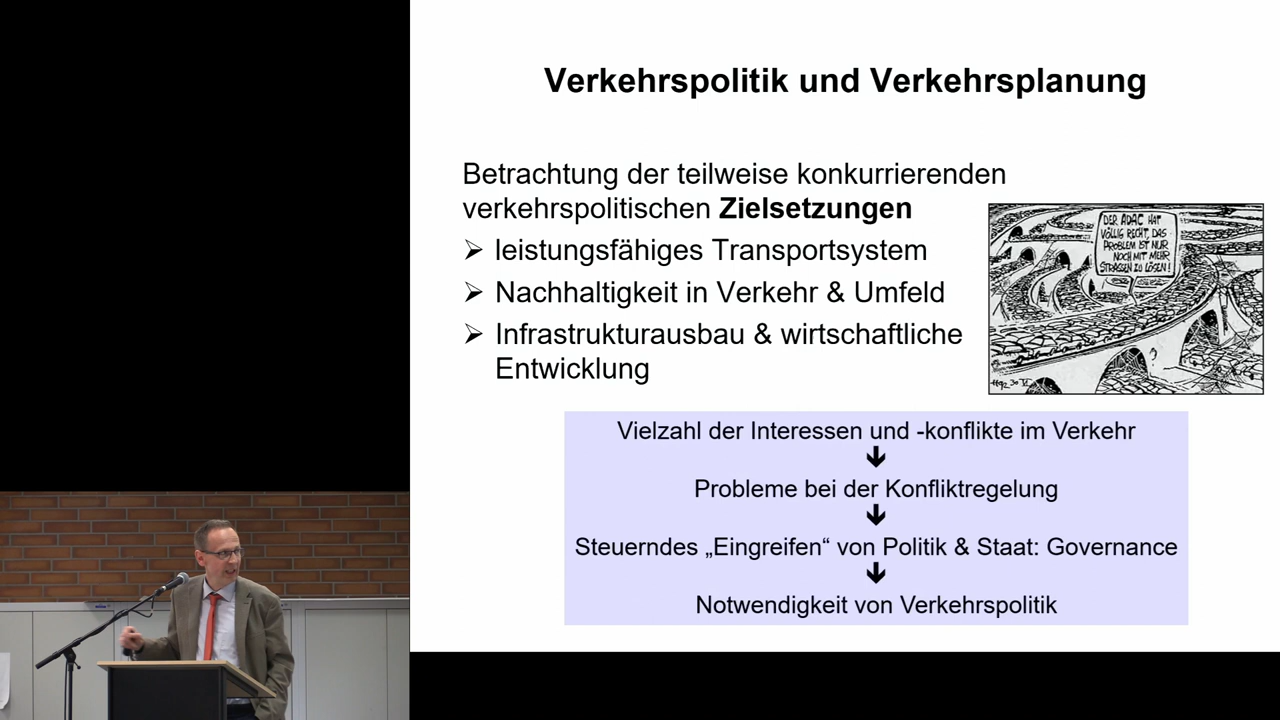 Verkehrspolitik und Verkehrsplanung
Betrachtung der teilweise konkurrierenden
verkehrspolitischen Zielsetzungen
➢ leistungsfähiges Transportsystem
➢ Nachhaltigkeit in Verkehr & Umfeld
➢ Infrastrukturausbau & wirtschaftliche
Entwicklung
DER ADAC HAT
VÖLLIG RECHT, DAS
PROBLEM IST NUR
NOCH MIT MEHR
STRASSEN ZU LÖSEN!
Vielzahl der Interessen und -konflikte im Verkehr
Probleme bei der Konfliktregelung
Steuerndes „Eingreifen“ von Politik & Staat: Governance
Notwendigkeit von Verkehrspolitik